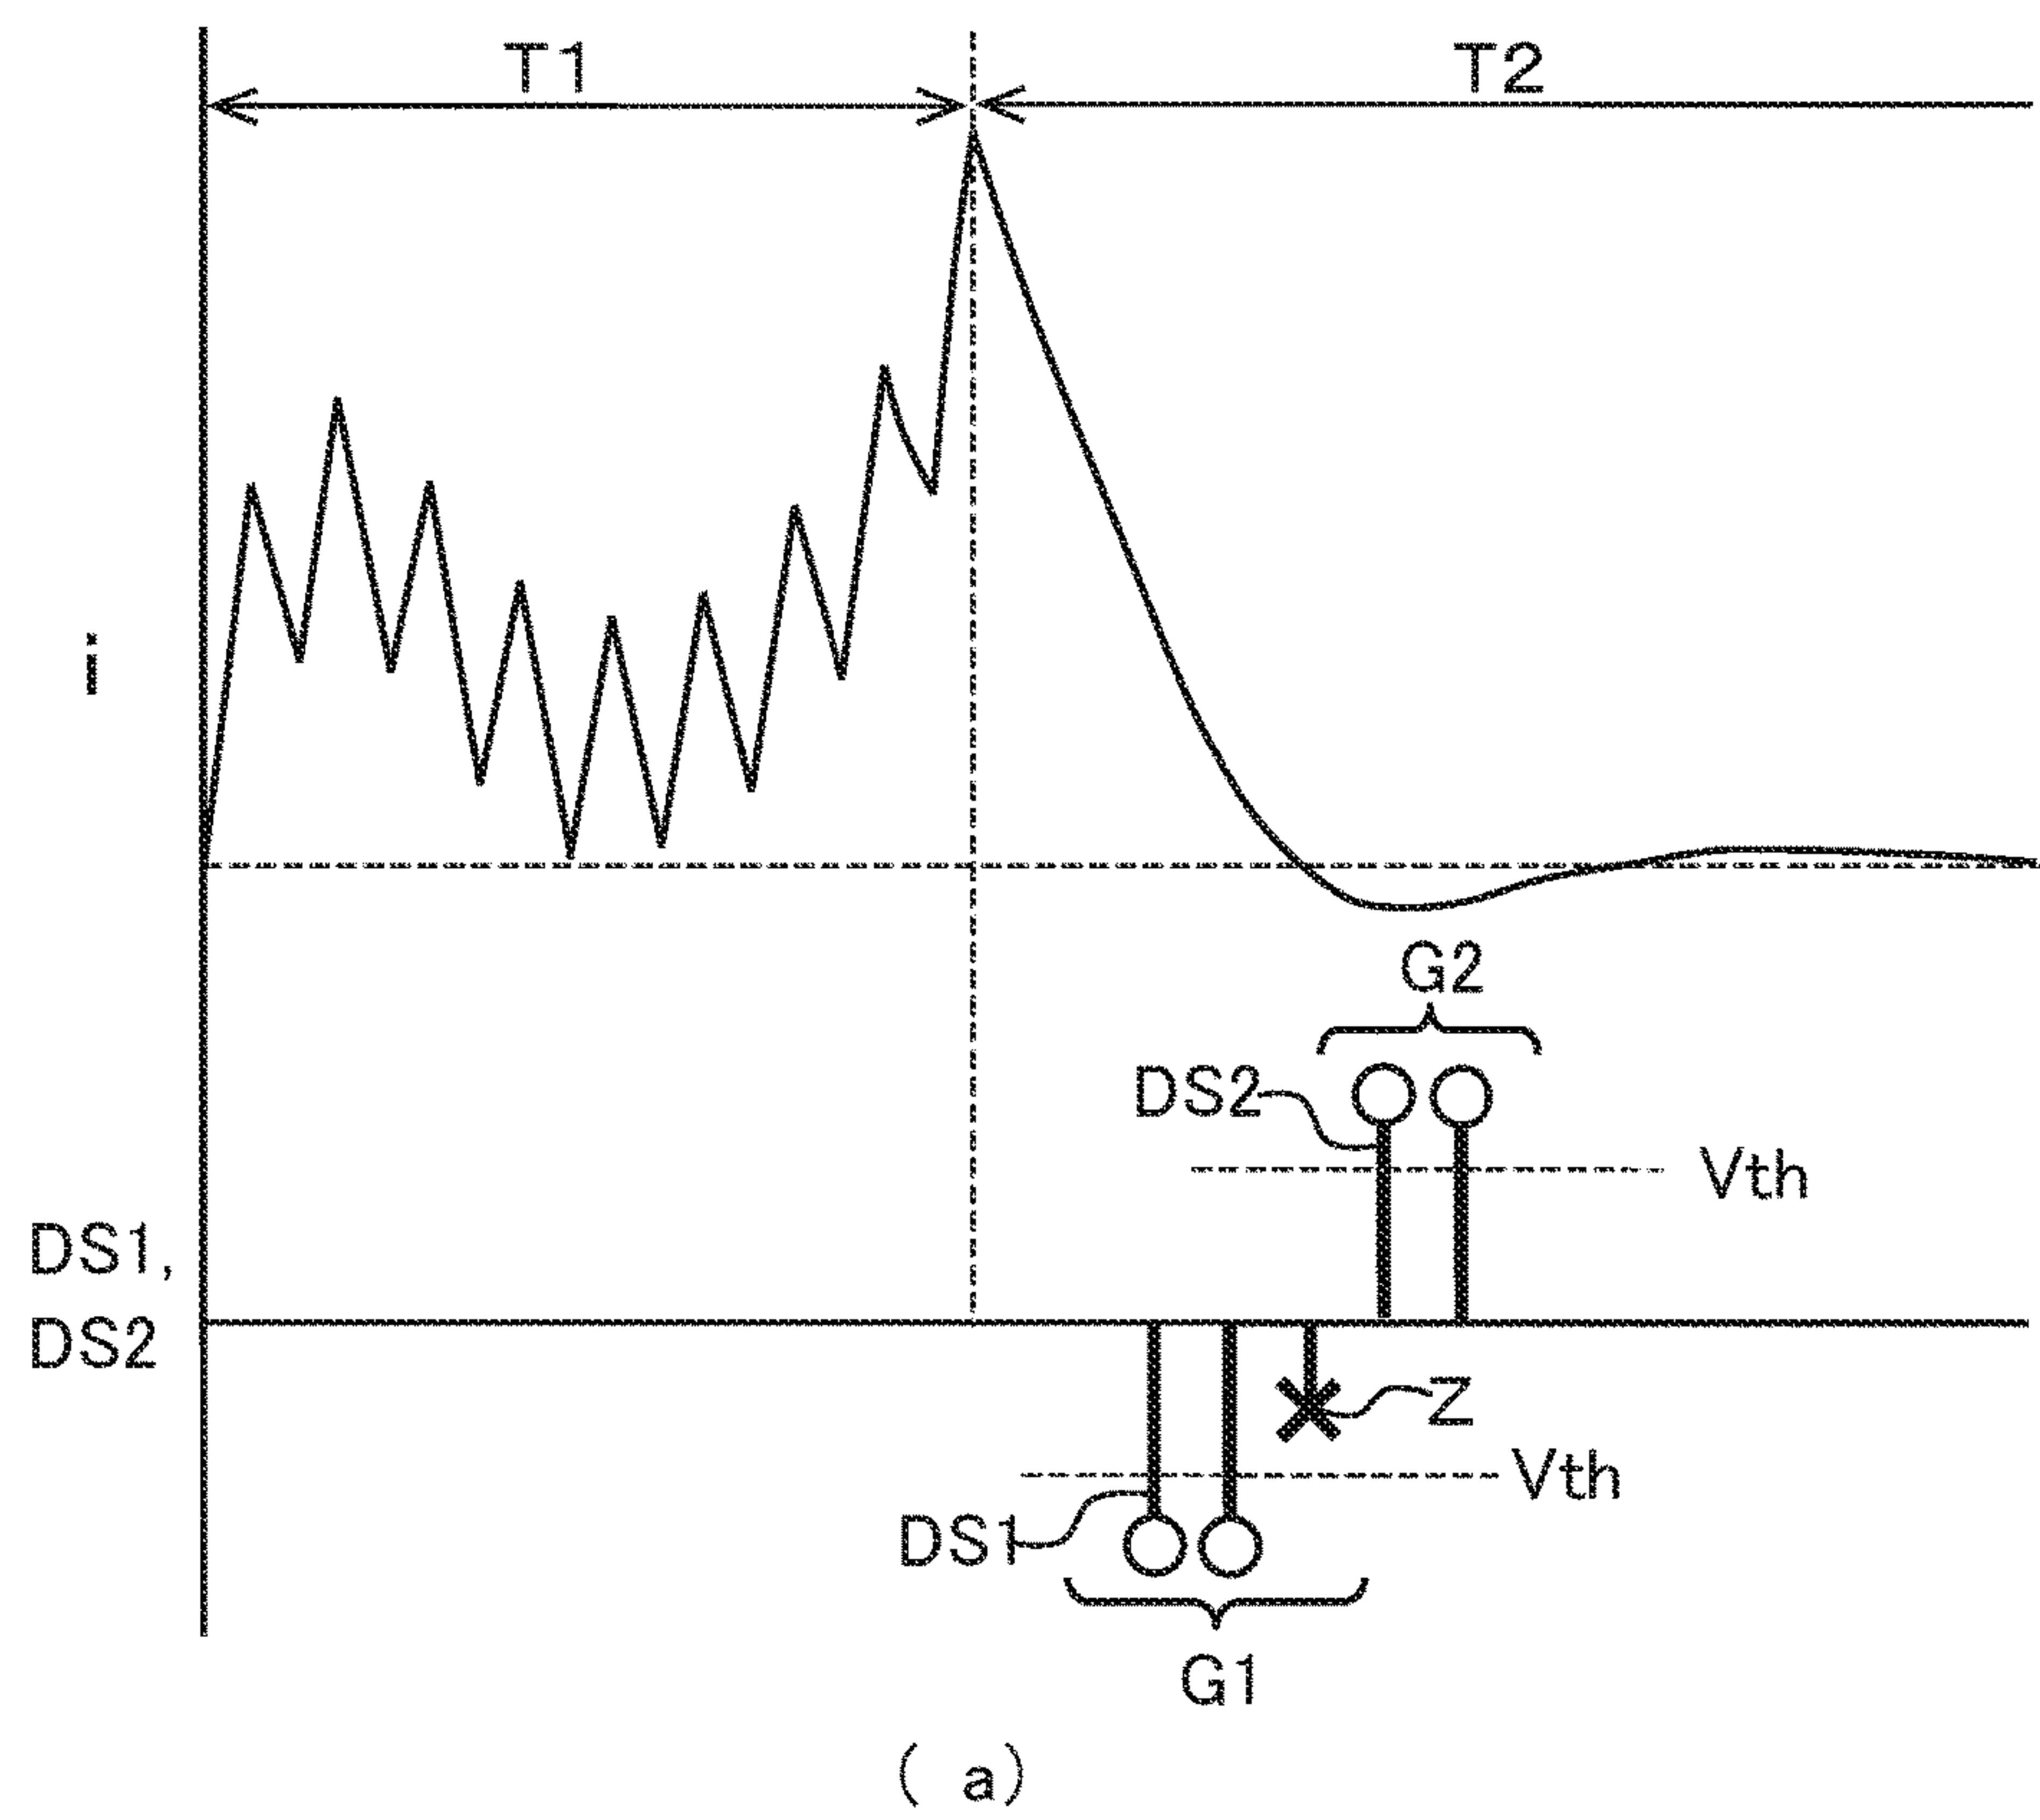 T1
T2
i
G2
DS2
Vth
DS1,
DS2
Z
Vth
DS1
G1
( a)